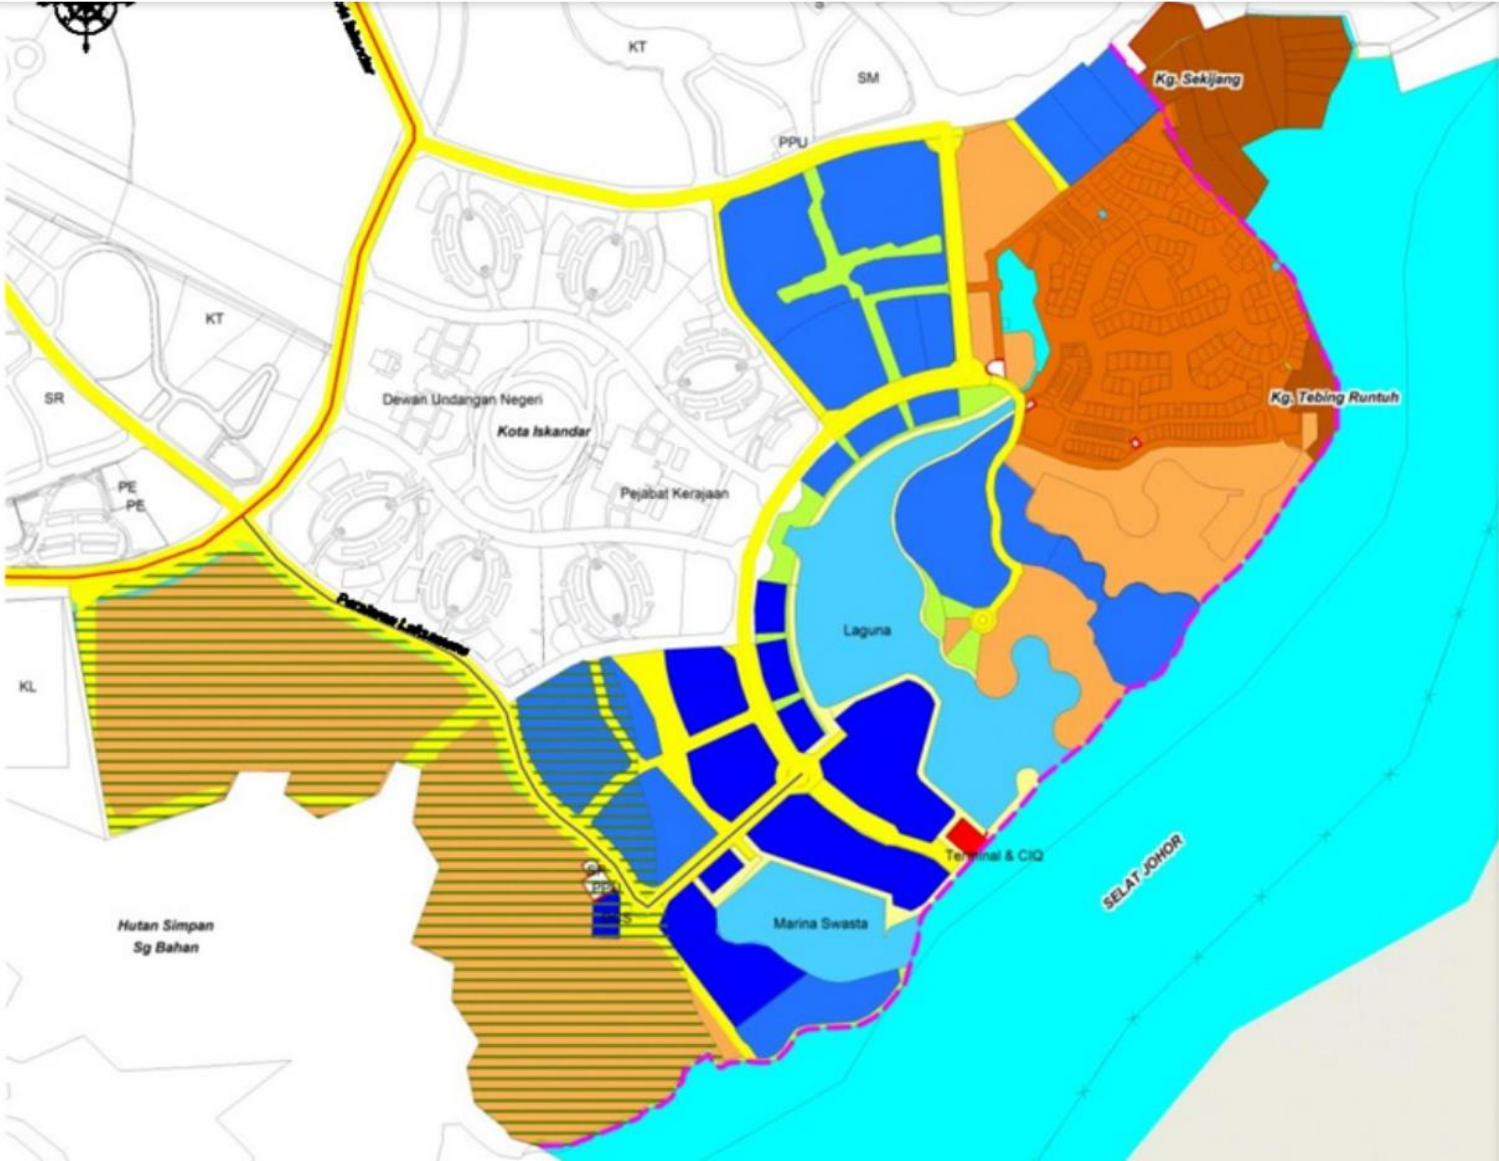 KT
SM
Kg. Sekijang
PPU
KT
SR
Dewan Undangan Negeri
Kota Iskandar
Kg. Tebing Runtuh
PE
PE
Pejabat Kerajaan
Laguna
KL
Terminal & CIQ
PPU
SELAT JOHOR
Marina Swasta
Hutan Simpan
Sg Bahan